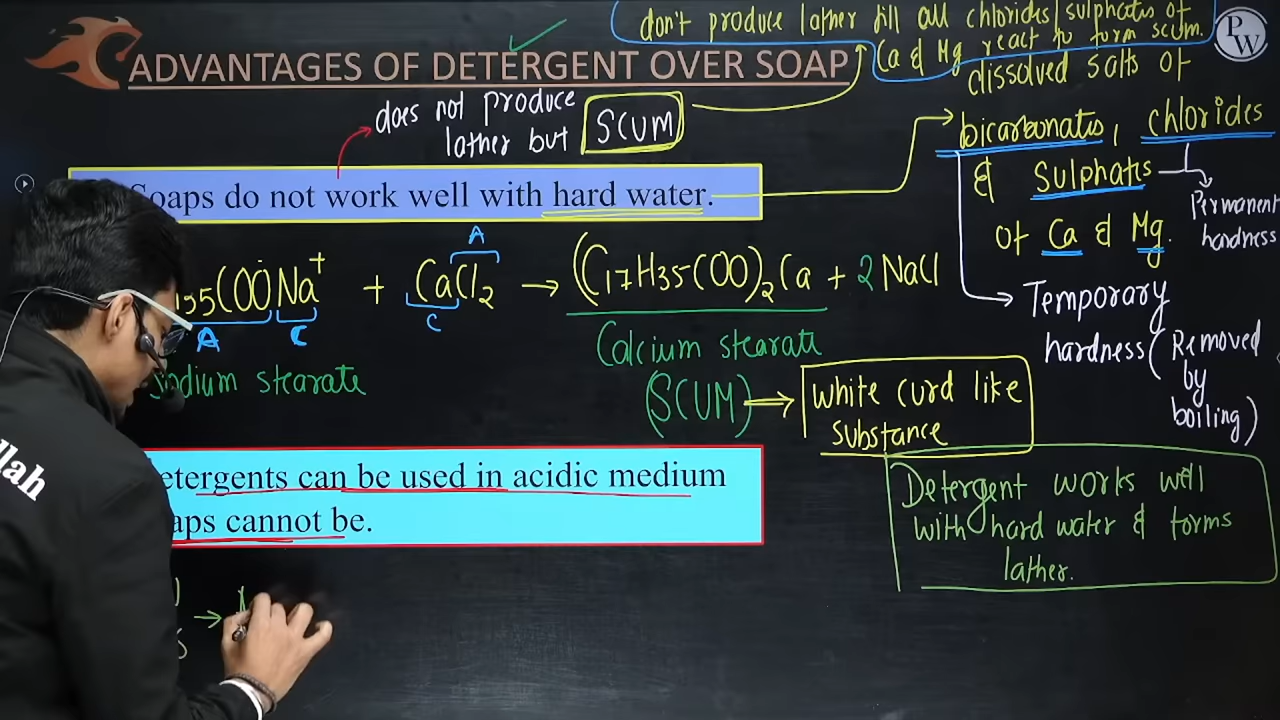 don't produce lather till all chlorides/sulphates of
Ca & Mg react to form scum.
ADVANTAGES OF DETERGENT OVER SOAP
PW
dissolved salts of
does not produce
lather but SCUM
bicarbonates, chlorides
& Sulphates
of Ca & Mg.
Permanent
hardness
Soaps do not work well with hard water.
35COŌNa⁺ + CaCl₂ → (C17H35COO)₂Ca + 2NaCl
A
C
A
C
Temporary
hardness (Removed
by
boiling)
Sodium stearate
Calcium stearate
(SCUM) ⇒ White curd like
substance
etergents can be used in acidic medium
aps cannot be.
Detergent works well
with hard water & forms
lather.
→
llah